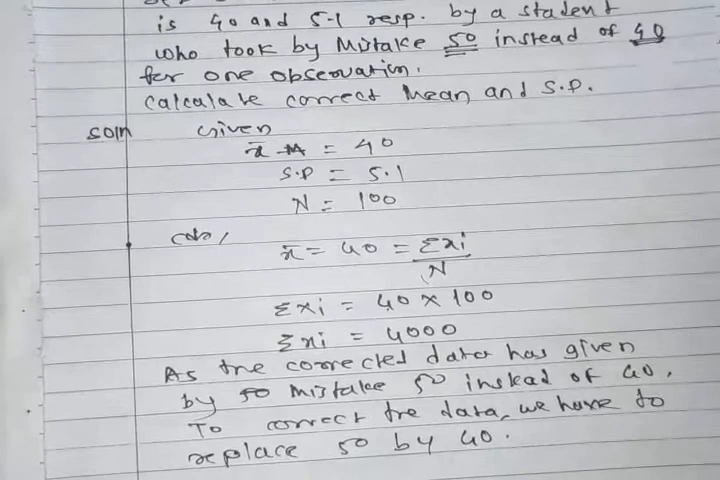 is 40 and 5.1 resp. by a student
who took by Mistake 50 instead of 40
for one observation.
Calculate correct Mean and S.D.
soln Given
x̄ = 40
S.D = 5.1
N = 100
x̄ = 40 = Σxi
N
Σxi = 40 × 100
Σxi = 4000
As the corrected data has given
by mistake 50 instead of 40.
To correct the data, we have to
replace 50 by 40.